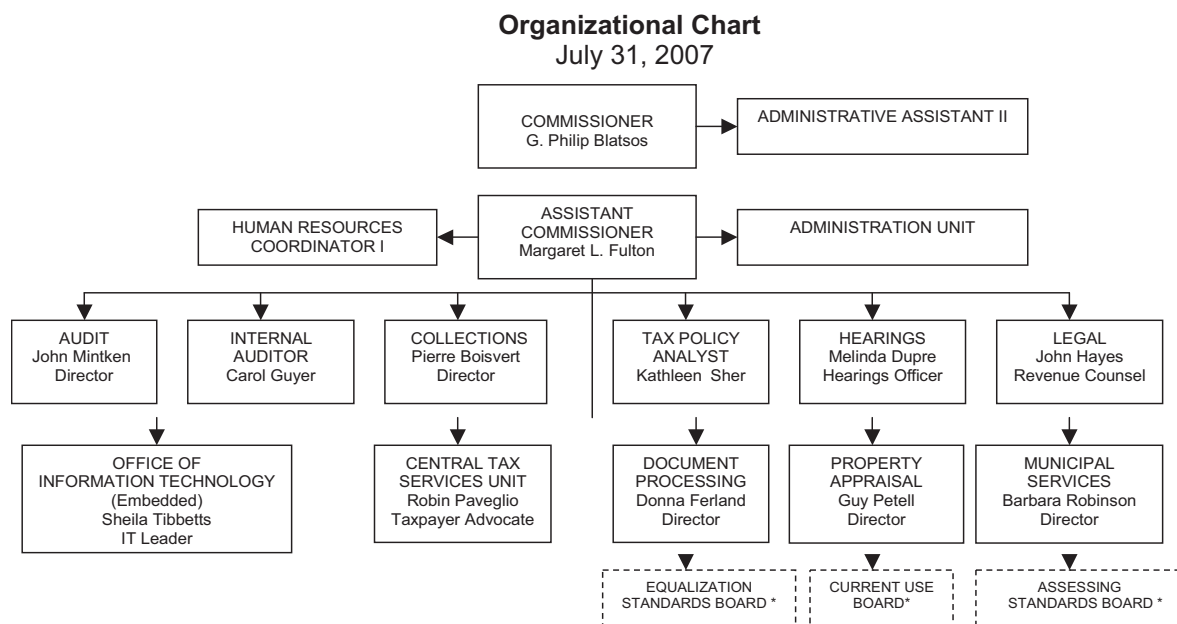 Organizational Chart
July 31, 2007
COMMISSIONER
G. Philip Blatsos
ADMINISTRATIVE ASSISTANT II
HUMAN RESOURCES
COORDINATOR I
ASSISTANT
COMMISSIONER
Margaret L. Fulton
ADMINISTRATION UNIT
AUDIT
John Mintken
Director
INTERNAL
AUDITOR
Carol Guyer
COLLECTIONS
Pierre Boisvert
Director
TAX POLICY
ANALYST
Kathleen Sher
HEARINGS
Melinda Dupre
Hearings Officer
LEGAL
John Hayes
Revenue Counsel
OFFICE OF
INFORMATION TECHNOLOGY
(Embedded)
Sheila Tibbetts
IT Leader
CENTRAL TAX
SERVICES UNIT
Robin Paveglio
Taxpayer Advocate
DOCUMENT
PROCESSING
Donna Ferland
Director
PROPERTY
APPRAISAL
Guy Petell
Director
MUNICIPAL
SERVICES
Barbara Robinson
Director
EQUALIZATION
STANDARDS BOARD *
CURRENT USE
BOARD*
ASSESSING
STANDARDS BOARD *